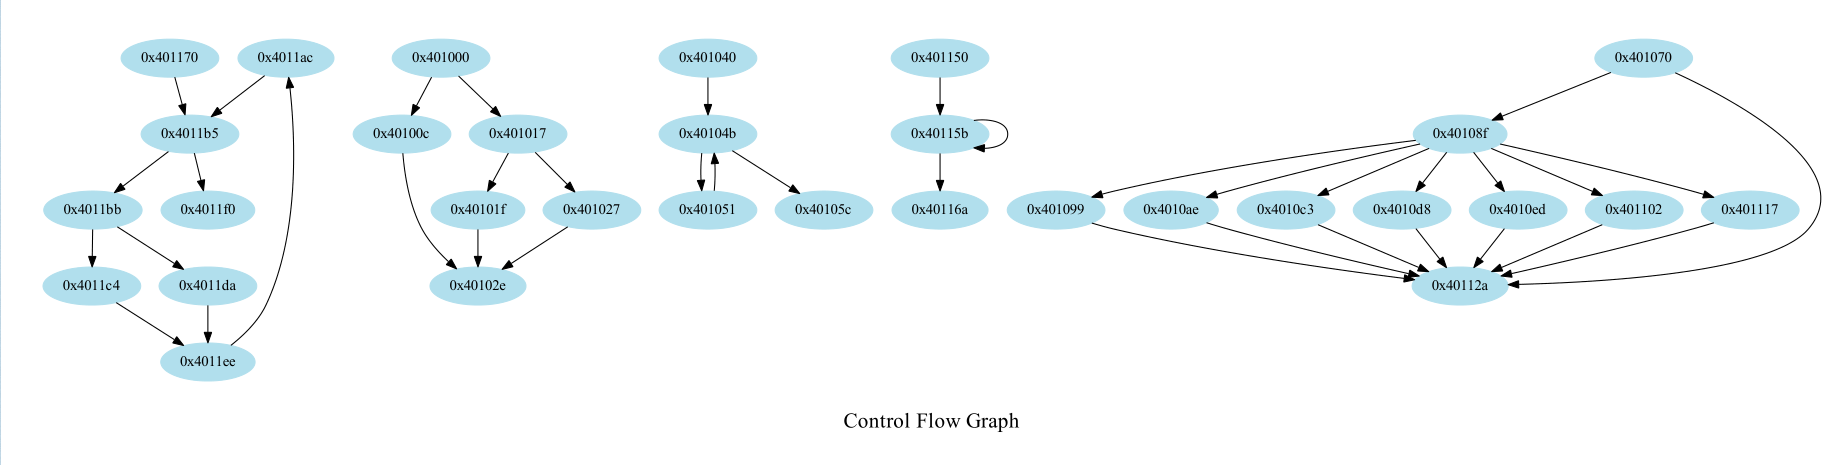 0x401170 0x4011ac 0x401000 0x401040 0x401150 0x401070
0x4011b5 0x40100c 0x401017 0x40104b 0x40115b 0x40108f
0x4011bb 0x4011f0 0x40101f 0x401027 0x401051 0x40105c 0x40116a 0x401099 0x4010ae 0x4010c3 0x4010d8 0x4010ed 0x401102 0x401117
0x4011c4 0x4011da 0x40102e 0x40112a
0x4011ee
Control Flow Graph